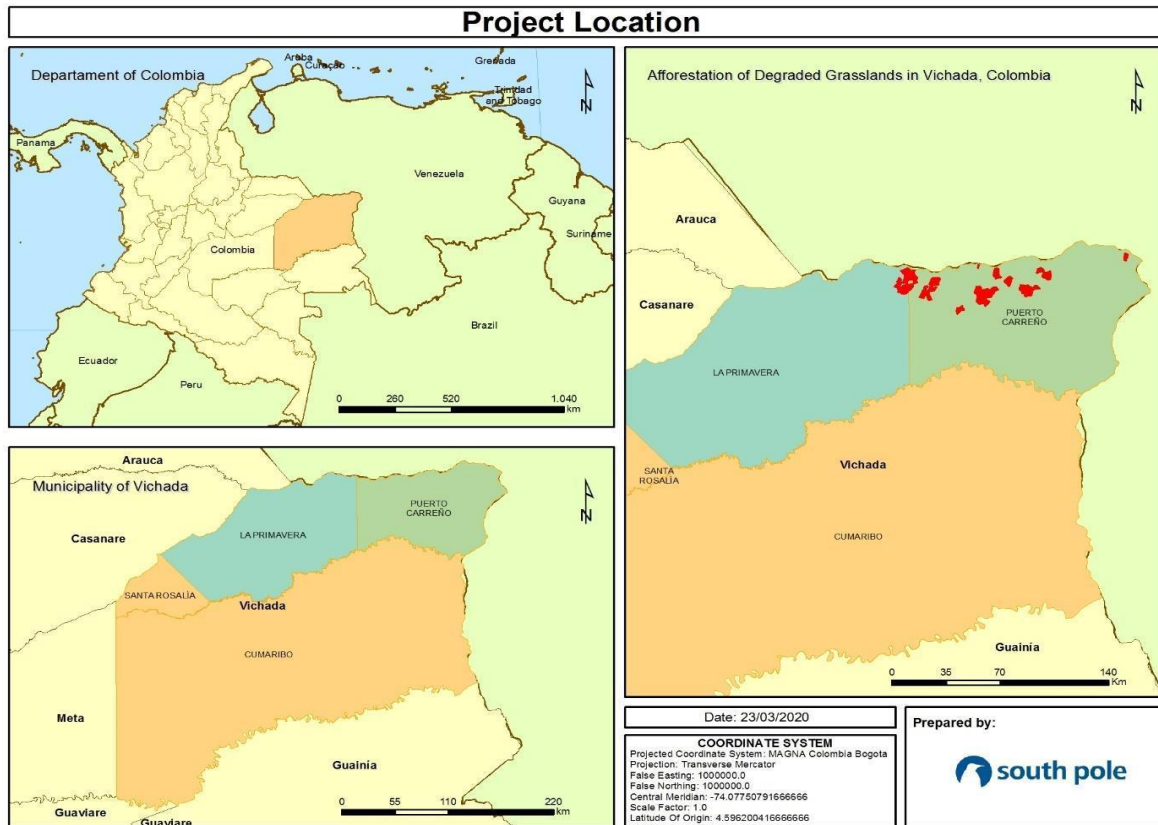 Project Location
Departament of Colombia
Aruba
Curaçao
Grenada
Trinidad
and Tobago
N
Panama
Venezuela
Guyana
Suriname
Colombia
Brazil
Ecuador
Peru
0 260 520 1.040
km
Afforestation of Degraded Grasslands in Vichada, Colombia
N
Arauca
Casanare
PUERTO
CARREÑO
LA PRIMAVERA
SANTA
ROSALÍA
Vichada
CUMARIBO
Guainía
0 35 70 140
Km
Arauca
Municipality of Vichada
N
PUERTO
CARREÑO
Casanare
LA PRIMAVERA
SANTA ROSALÍA
Vichada
CUMARIBO
Meta
Guainía
0 55 110 220
km
Guaviare
Guaviare
Date: 23/03/2020
COORDINATE SYSTEM
Projected Coordinate System: MAGNA Colombia Bogota
Projection: Transverse Mercator
False Easting: 1000000.0
False Northing: 1000000.0
Central Meridian: -74.07750791666666
Scale Factor: 1.0
Latitude Of Origin: 4.596200416666666
Prepared by:
south pole